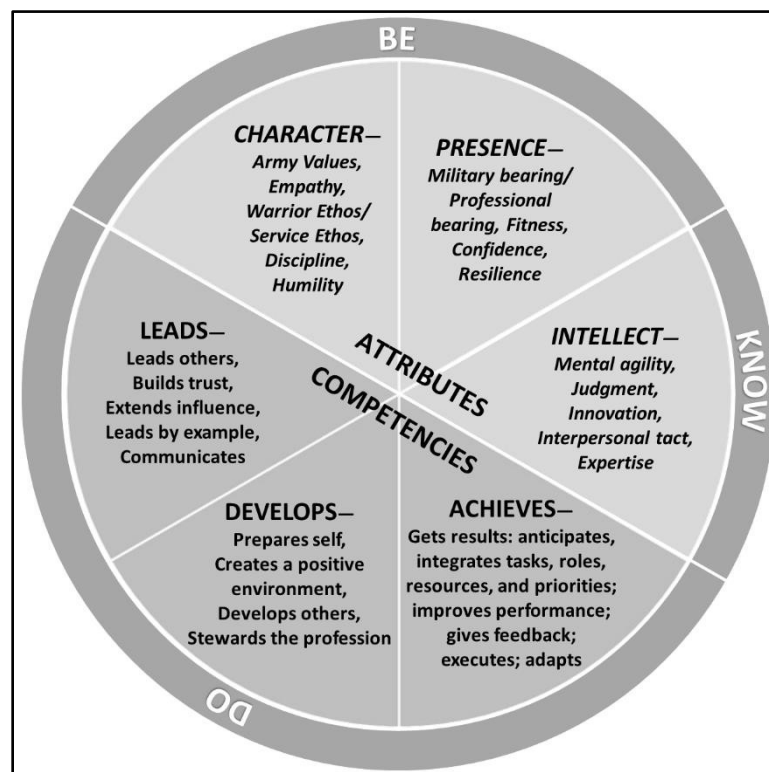 BE
CHARACTER—
Army Values,
Empathy,
Warrior Ethos/
Service Ethos,
Discipline,
Humility
PRESENCE—
Military bearing/
Professional
bearing, Fitness,
Confidence,
Resilience
KNOW
INTELLECT—
Mental agility,
Judgment,
Innovation,
Interpersonal tact,
Expertise
ATTRIBUTES
COMPETENCIES
LEADS—
Leads others,
Builds trust,
Extends influence,
Leads by example,
Communicates
DEVELOPS—
Prepares self,
Creates a positive
environment,
Develops others,
Stewards the profession
ACHIEVES—
Gets results: anticipates,
integrates tasks, roles,
resources, and priorities;
improves performance;
gives feedback;
executes; adapts
DO